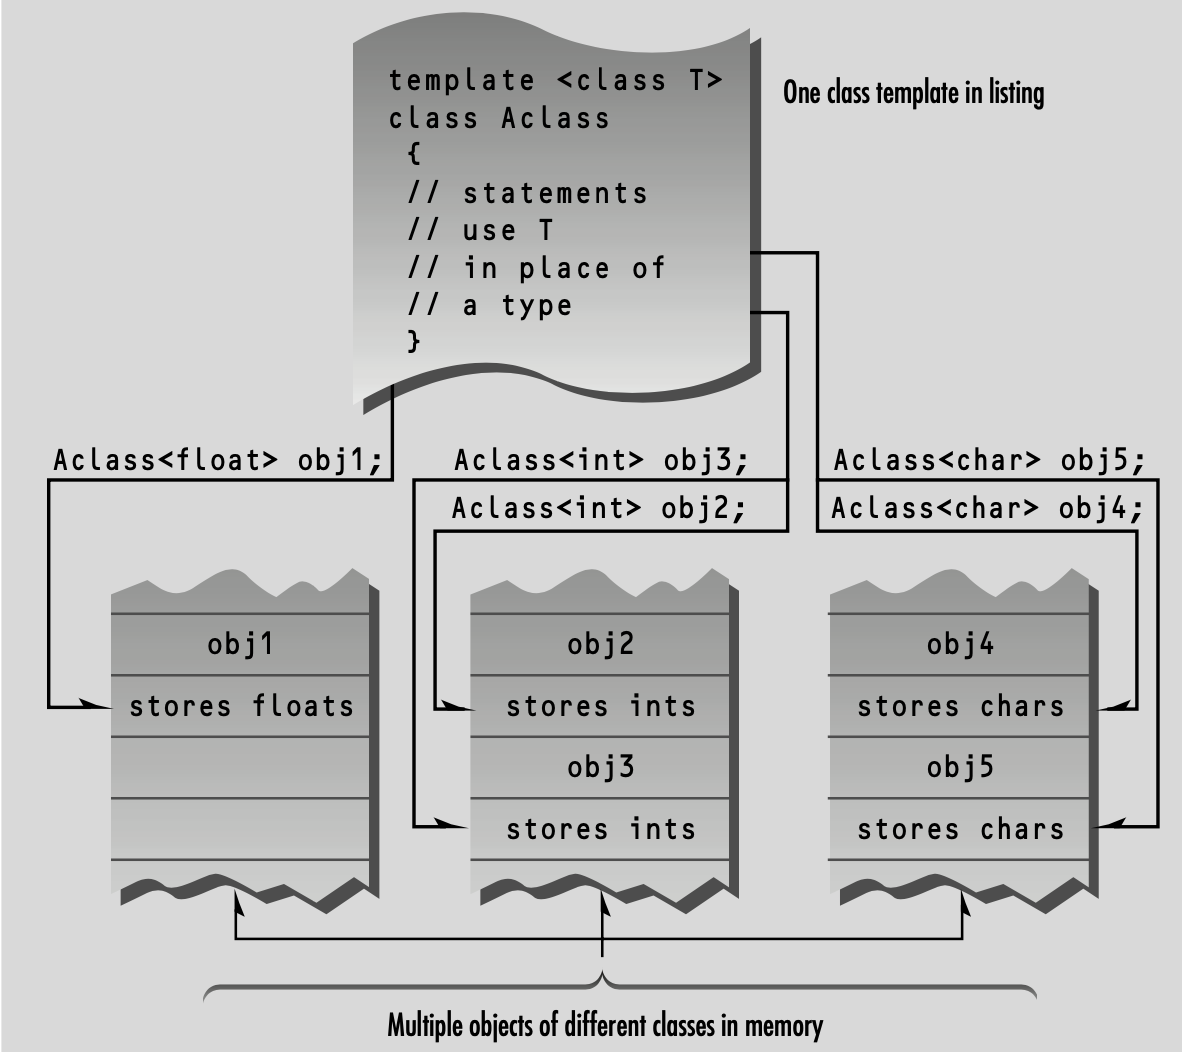 template <class T>
class Aclass
{
// statements
// use T
// in place of
// a type
}
One class template in listing
Aclass<float> obj1;
Aclass<int> obj3;
Aclass<int> obj2;
Aclass<char> obj5;
Aclass<char> obj4;
obj1
stores floats
obj2
stores ints
obj3
stores ints
obj4
stores chars
obj5
stores chars
Multiple objects of different classes in memory